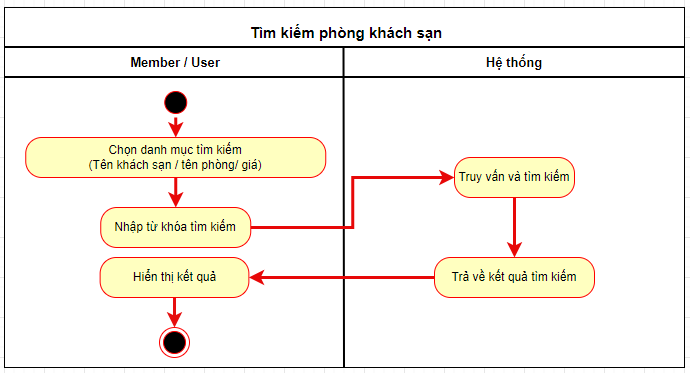 Tìm kiếm phòng khách sạn
Member / User
Hệ thống
Chọn danh mục tìm kiếm
(Tên khách sạn / tên phòng/ giá)
Truy vấn và tìm kiếm
Nhập từ khóa tìm kiếm
Hiển thị kết quả
Trả về kết quả tìm kiếm